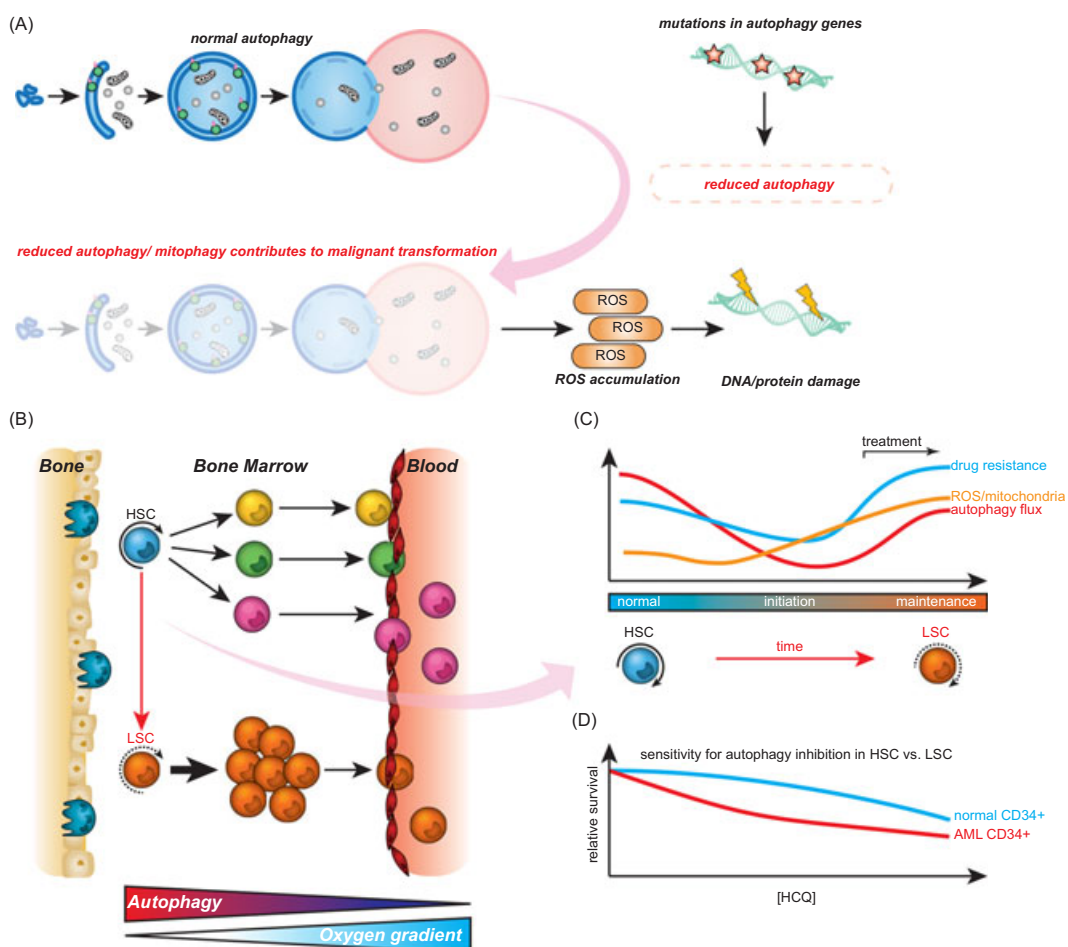 (A)
normal autophagy
mutations in autophagy genes
reduced autophagy
reduced autophagy/ mitophagy contributes to malignant transformation
ROS
ROS
ROS
ROS accumulation
DNA/protein damage
(B)
Bone
Bone Marrow
Blood
HSC
LSC
Autophagy
Oxygen gradient
(C)
treatment
drug resistance
ROS/mitochondria
autophagy flux
normal
initiation
maintenance
HSC
time
LSC
(D)
sensitivity for autophagy inhibition in HSC vs. LSC
relative survival
normal CD34+
AML CD34+
[HCQ]